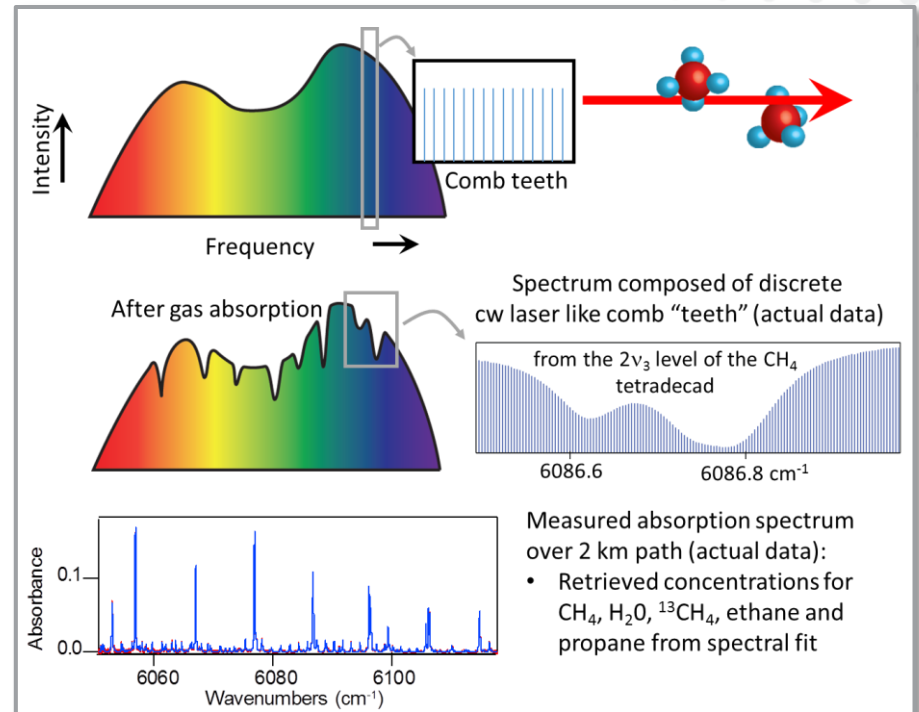 Intensity
Comb teeth
Frequency
After gas absorption
Spectrum composed of discrete
cw laser like comb “teeth” (actual data)
from the 2ν₃ level of the CH₄
tetradecad
6086.6
6086.8 cm⁻¹
Absorbance
0.1
0.0
6060
6080
6100
Wavenumbers (cm⁻¹)
Measured absorption spectrum
over 2 km path (actual data):
• Retrieved concentrations for
CH₄, H₂0, ¹³CH₄, ethane and
propane from spectral fit